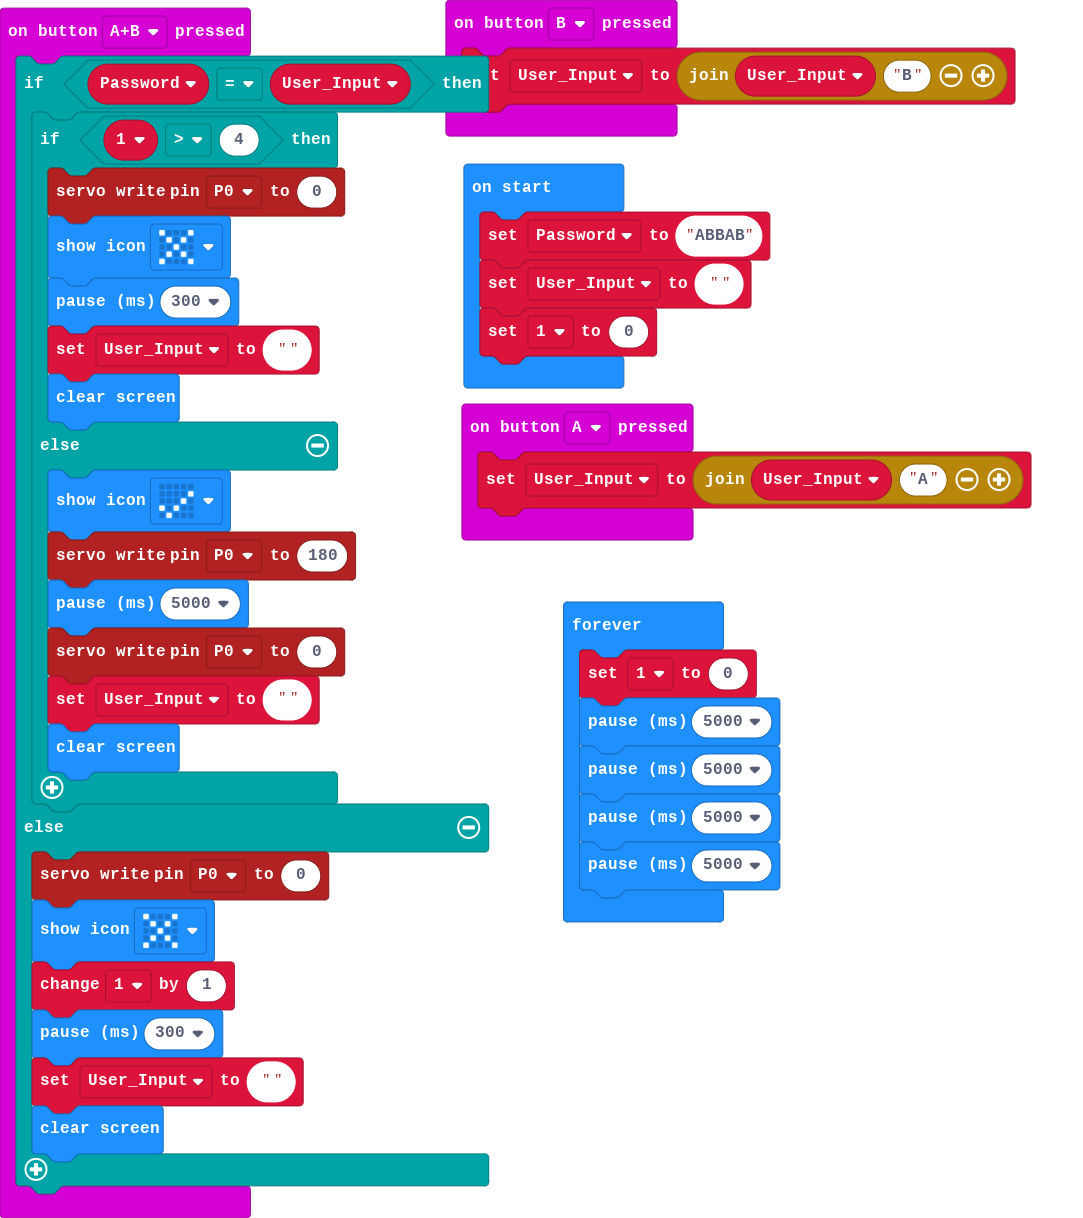 on button A+B pressed
if Password = User_Input then
if 1 > 4 then
servo write pin P0 to 0
show icon
pause (ms) 300
set User_Input to " "
clear screen
else
show icon
servo write pin P0 to 180
pause (ms) 5000
servo write pin P0 to 0
set User_Input to " "
clear screen
else
servo write pin P0 to 0
show icon
change 1 by 1
pause (ms) 300
set User_Input to " "
clear screen
on button B pressed
t User_Input to join User_Input "B"
on start
set Password to "ABBAB"
set User_Input to " "
set 1 to 0
on button A pressed
set User_Input to join User_Input "A"
forever
set 1 to 0
pause (ms) 5000
pause (ms) 5000
pause (ms) 5000
pause (ms) 5000